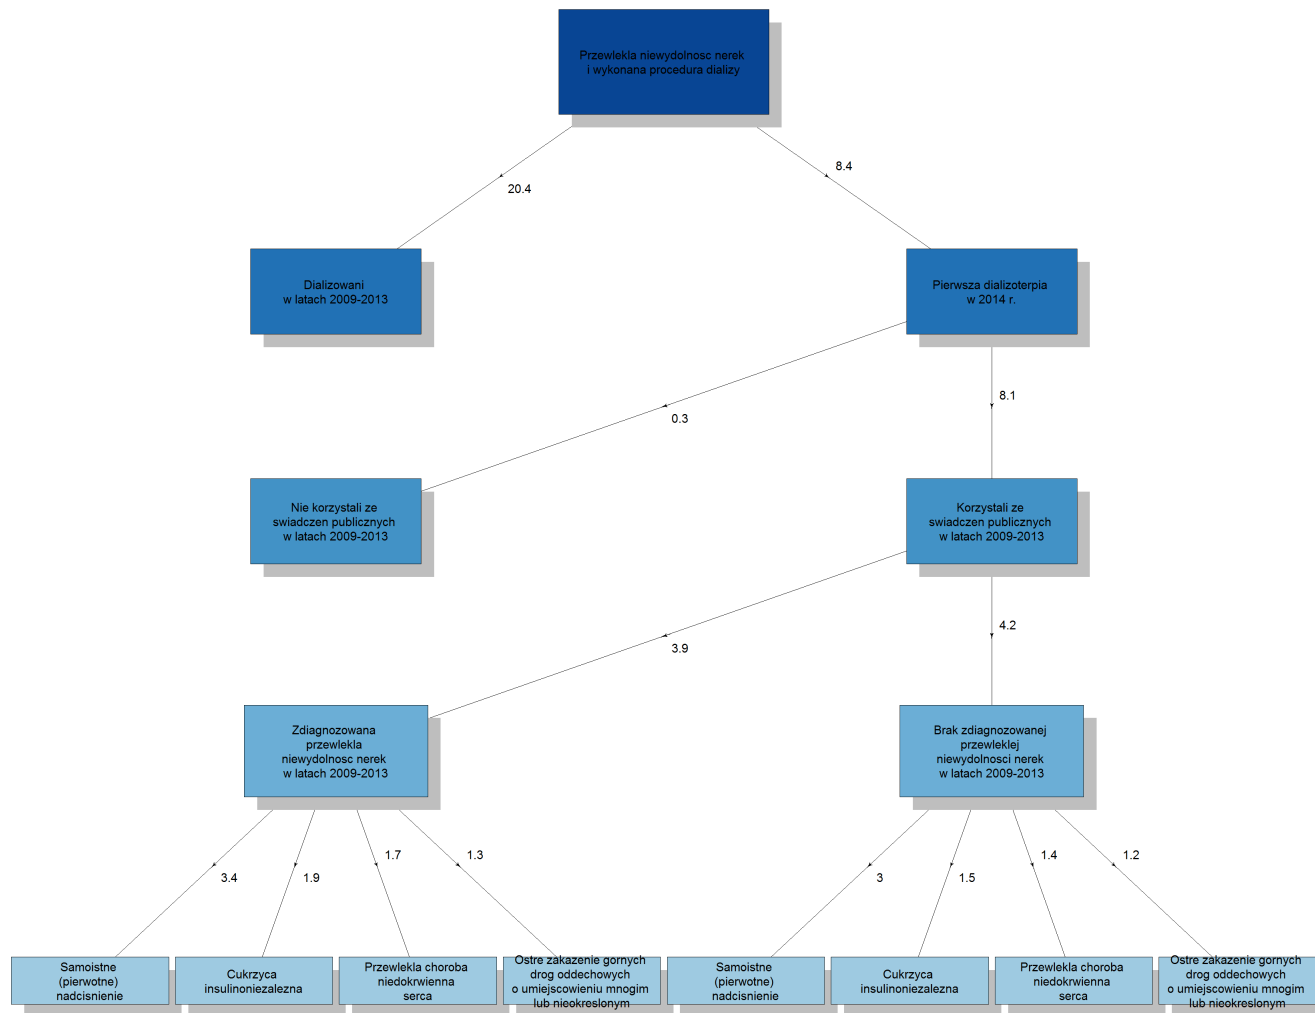 Przewlekla niewydolnosc nerek
i wykonana procedura dializy
8.4
20.4
Dializowani
w latach 2009-2013
Pierwsza dializoterpia
w 2014 r.
8.1
0.3
Nie korzystali ze
swiadczen publicznych
w latach 2009-2013
Korzystali ze
swiadczen publicznych
w latach 2009-2013
4.2
3.9
Zdiagnozowana
przewlekla
niewydolnosc nerek
w latach 2009-2013
Brak zdiagnozowanej
przewleklej
niewydolnosci nerek
w latach 2009-2013
3.4
1.9
1.7
1.3
3
1.5
1.4
1.2
Samoistne
(pierwotne)
nadcisnienie
Cukrzyca
insulinoniezalezna
Przewlekla choroba
niedokrwienna
serca
Ostre zakazenie gornych
drog oddechowych
o umiejscowieniu mnogim
lub nieokreslonym
Samoistne
(pierwotne)
nadcisnienie
Cukrzyca
insulinoniezalezna
Przewlekla choroba
niedokrwienna
serca
Ostre zakazenie gornych
drog oddechowych
o umiejscowieniu mnogim
lub nieokreslonym